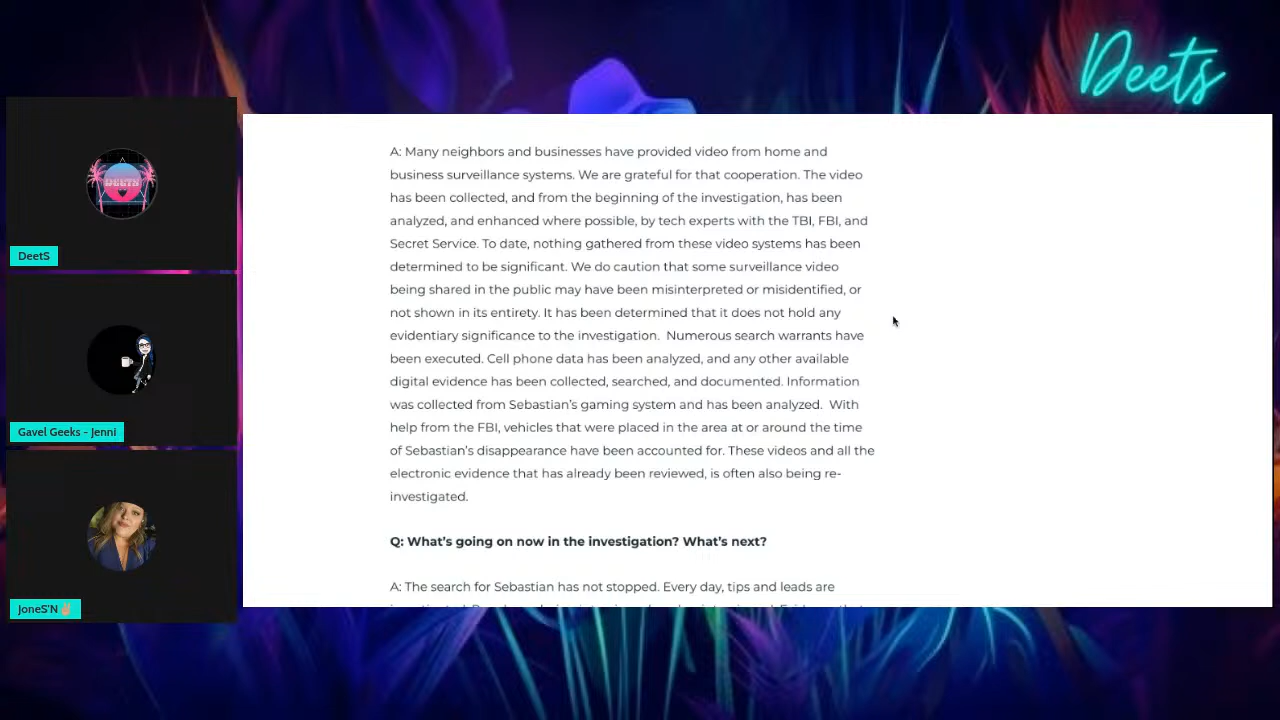 Deets
A: Many neighbors and businesses have provided video from home and
business surveillance systems. We are grateful for that cooperation. The video
has been collected, and from the beginning of the investigation, has been
analyzed, and enhanced where possible, by tech experts with the TBI, FBI, and
Secret Service. To date, nothing gathered from these video systems has been
determined to be significant. We do caution that some surveillance video
being shared in the public may have been misinterpreted or misidentified, or
not shown in its entirety. It has been determined that it does not hold any
evidentiary significance to the investigation.  Numerous search warrants have
been executed. Cell phone data has been analyzed, and any other available
digital evidence has been collected, searched, and documented. Information
was collected from Sebastian’s gaming system and has been analyzed.  With
help from the FBI, vehicles that were placed in the area at or around the time
of Sebastian’s disappearance have been accounted for. These videos and all the
electronic evidence that has already been reviewed, is often also being re-
investigated.
Q: What’s going on now in the investigation? What’s next?
A: The search for Sebastian has not stopped. Every day, tips and leads are
DEETS
DeetS
Gavel Geeks - Jenni
JoneS'N✌🏼